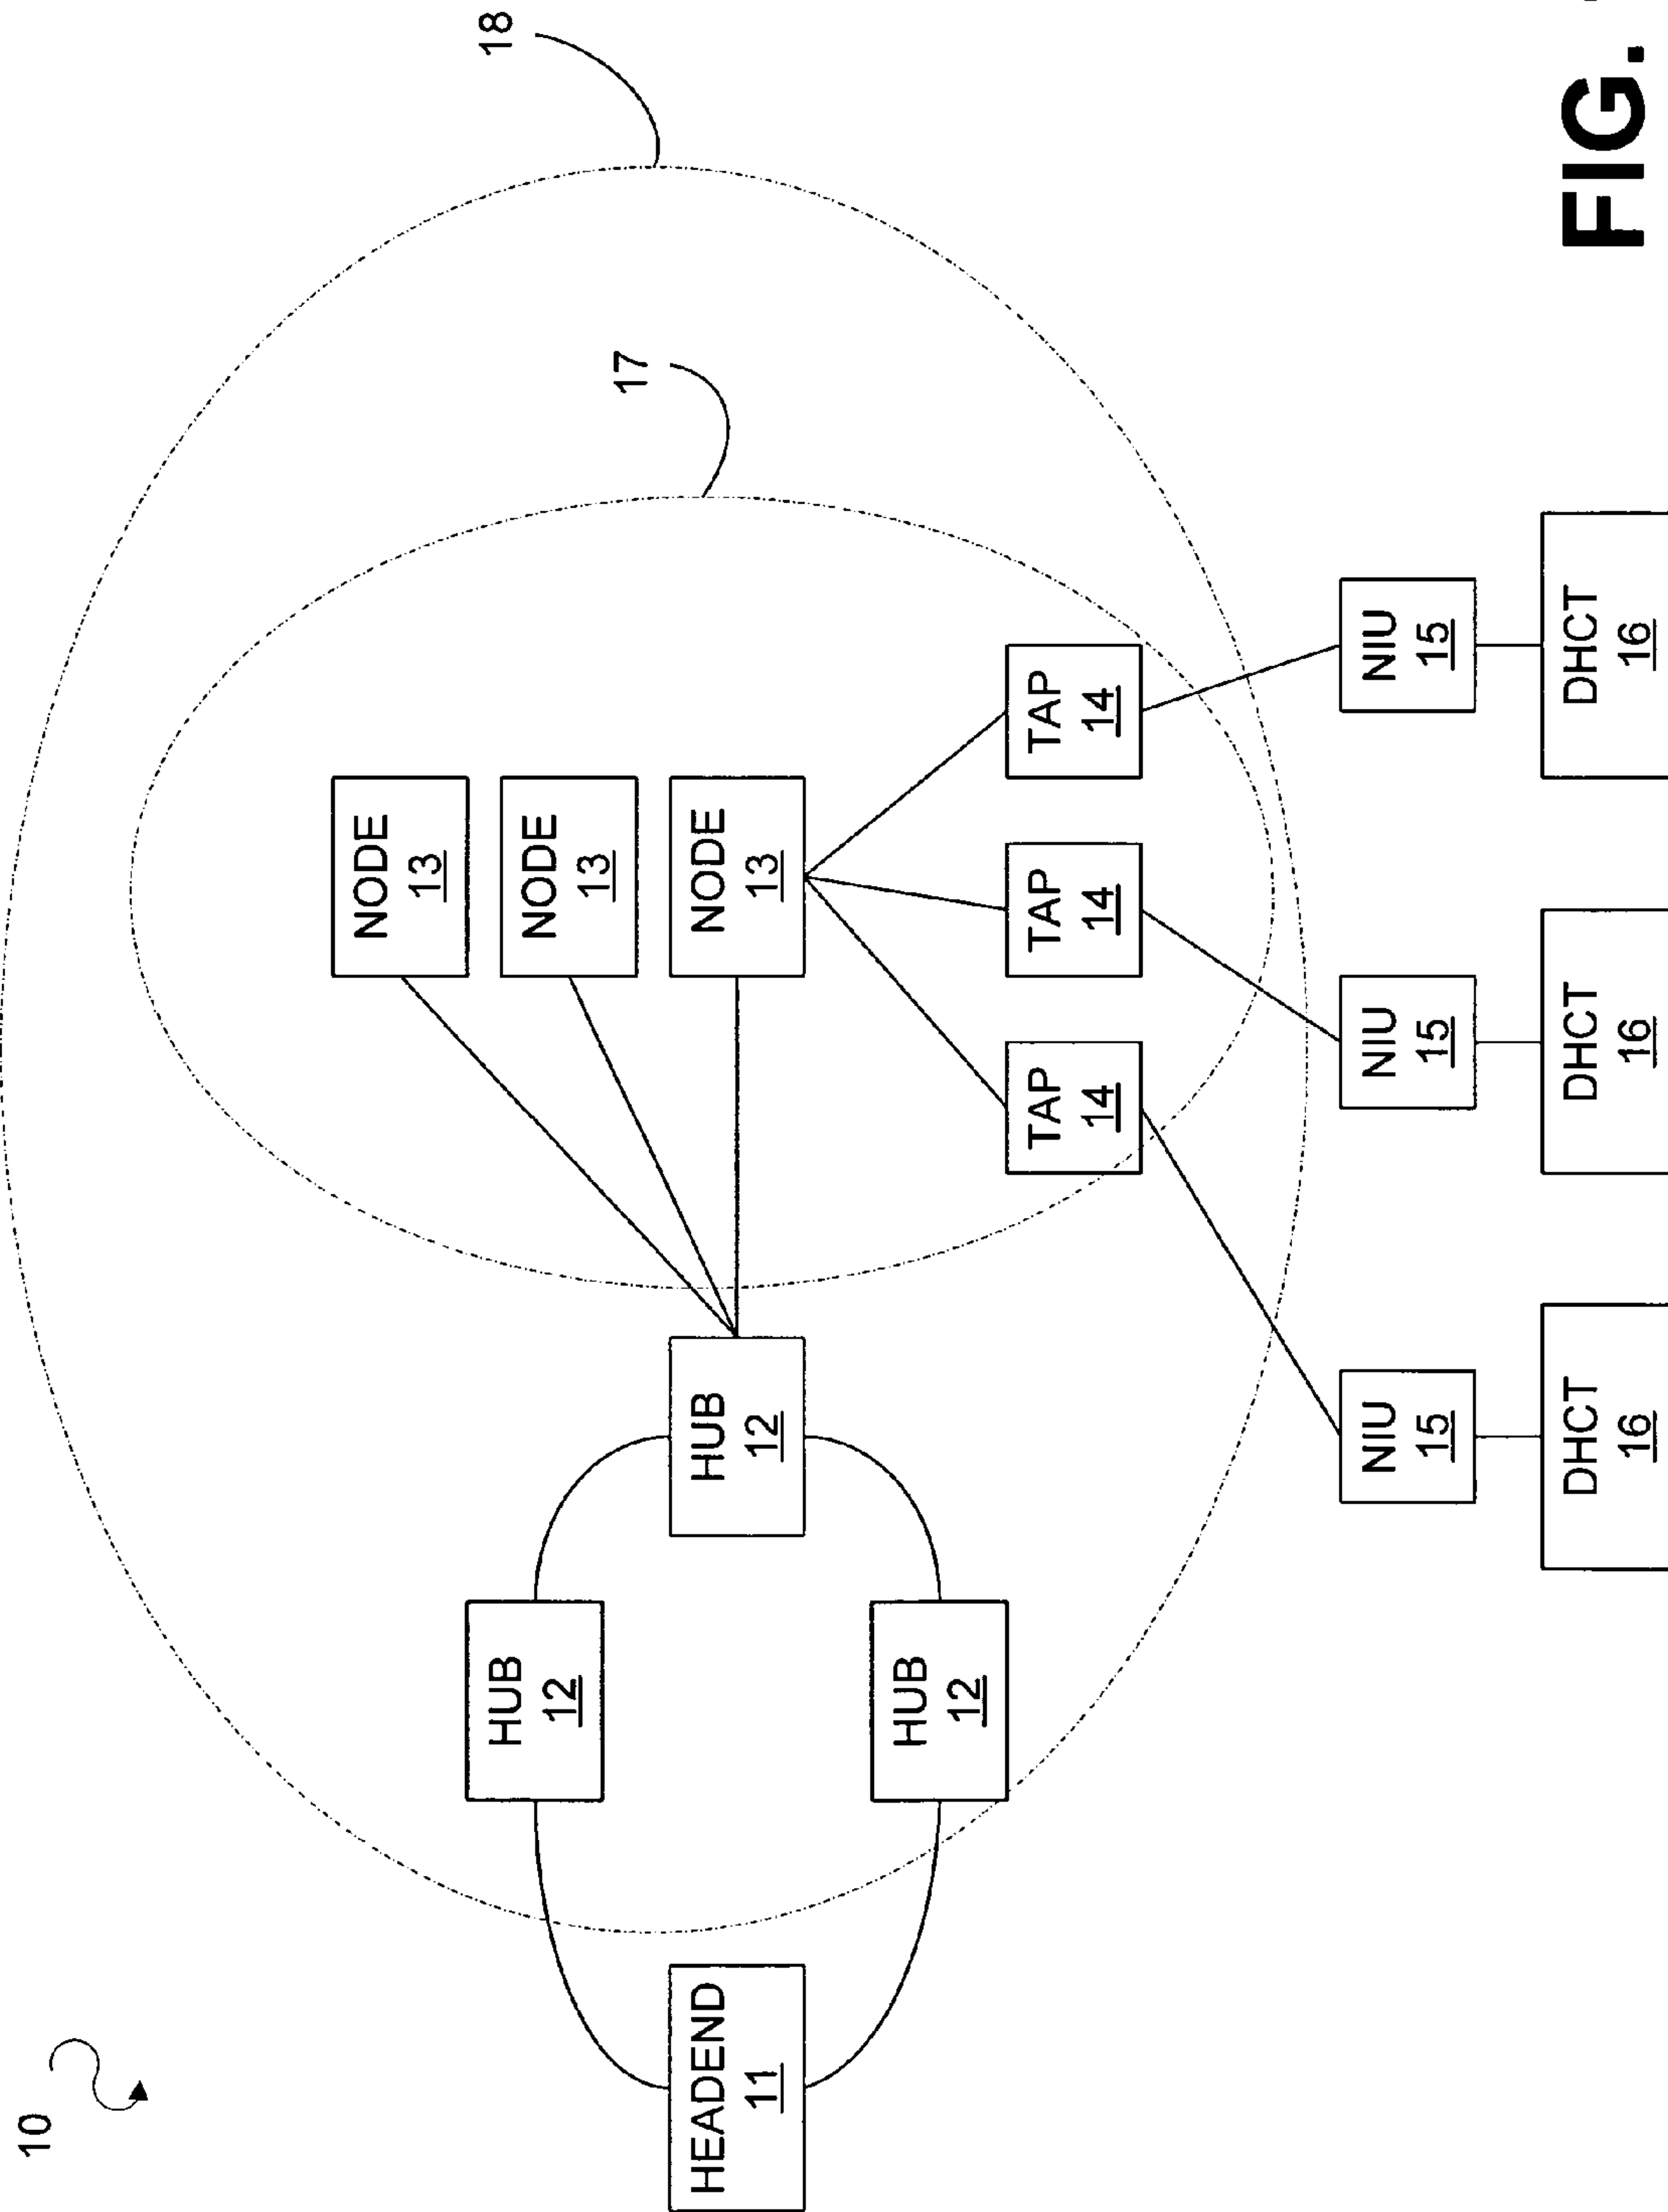 10
NODE
13
18
HUB
12
NODE
13
17
HEADEND
11
HUB
12
NODE
13
HUB
12
TAP
14
TAP
14
TAP
14
NIU
15
NIU
15
NIU
15
DHCT
16
DHCT
16
DHCT
16
FIG.